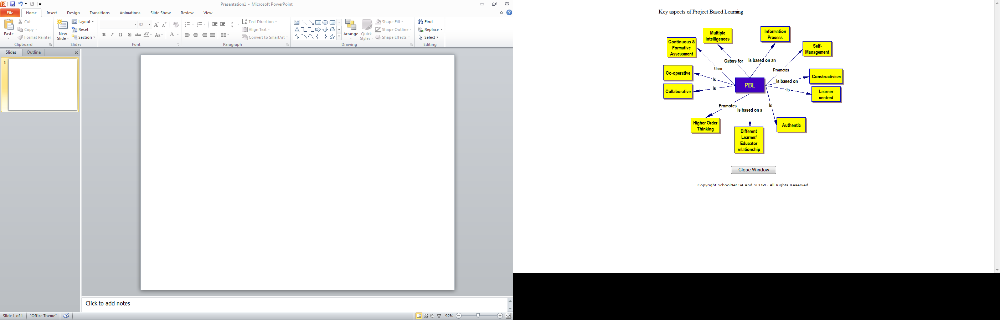 Presentation1 - Microsoft PowerPoint
File Home Insert Design Transitions Animations Slide Show Review View
Paste
Cut
Copy
Format Painter
Clipboard
New
Slide
Layout
Reset
Section
Slides
32
B I U S abc AV Aa A
Font
Text Direction
Align Text
Convert to SmartArt
Paragraph
Arrange
Quick
Styles
Shape Fill
Shape Outline
Shape Effects
Drawing
Find
Replace
Select
Editing
Slides Outline
1
Click to add notes
Slide 1 of 1 "Office Theme" 92%
Key aspects of Project Based Learning
Continuous &
Formative
Assessment
Multiple
Intelligences
Information
Process
Self-
Management
Caters for
Is based on an
Uses
Promotes
Co-operative
Is
Constructivism
Is based on
PBL
Collaborative
Is
Is
Learner
centred
Promotes
Is based on a
Is
Higher Order
Thinking
Different
Learner/
Educator
relationship
Authentic
Close Window
Copyright SchoolNet SA and SCOPE. All Rights Reserved.